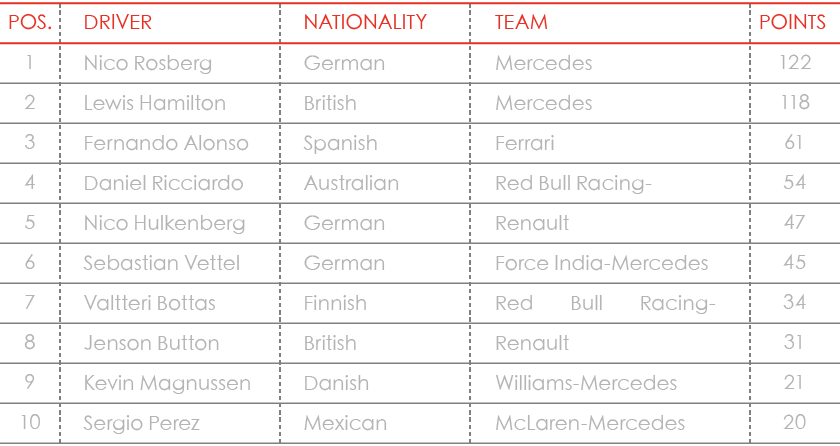 POS. DRIVER NATIONALITY TEAM POINTS
1 Nico Rosberg German Mercedes 122
2 Lewis Hamilton British Mercedes 118
3 Fernando Alonso Spanish Ferrari 61
4 Daniel Ricciardo Australian Red Bull Racing- 54
5 Nico Hulkenberg German Renault 47
6 Sebastian Vettel German Force India-Mercedes 45
7 Valtteri Bottas Finnish Red Bull Racing- 34
8 Jenson Button British Renault 31
9 Kevin Magnussen Danish Williams-Mercedes 21
10 Sergio Perez Mexican McLaren-Mercedes 20